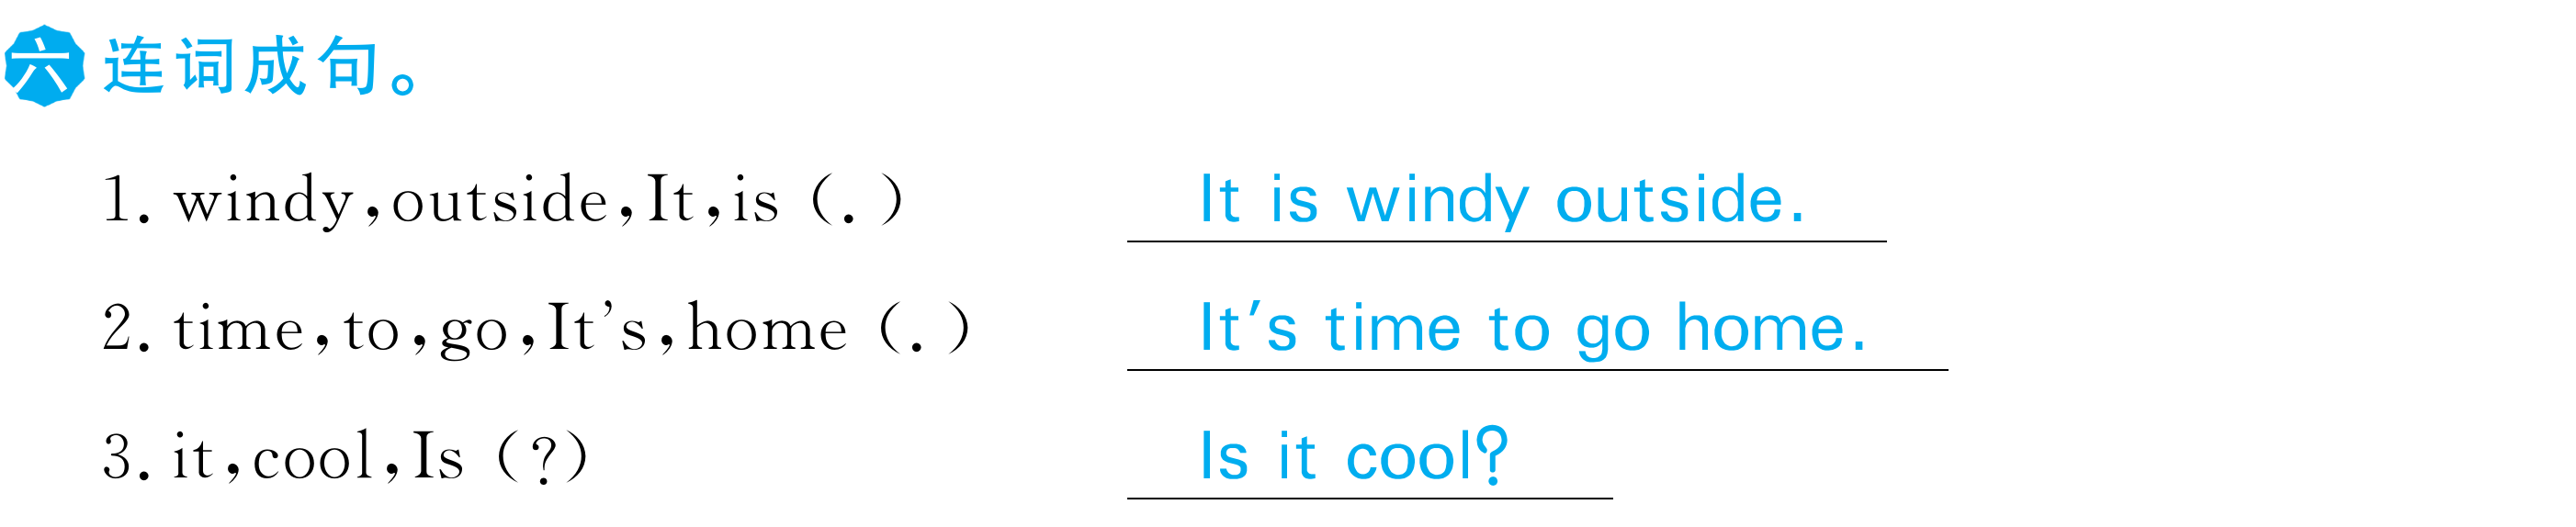 六 连词成句。
1. windy,outside,It,is (.) It is windy outside.
2. time,to,go,It's,home (.) It's time to go home.
3. it,cool,Is (?) Is it cool?